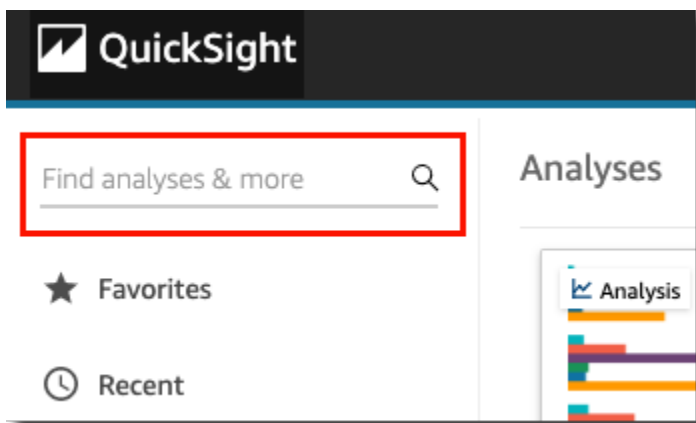 QuickSight
Find analyses & more
Favorites
Recent
Analyses
Analysis